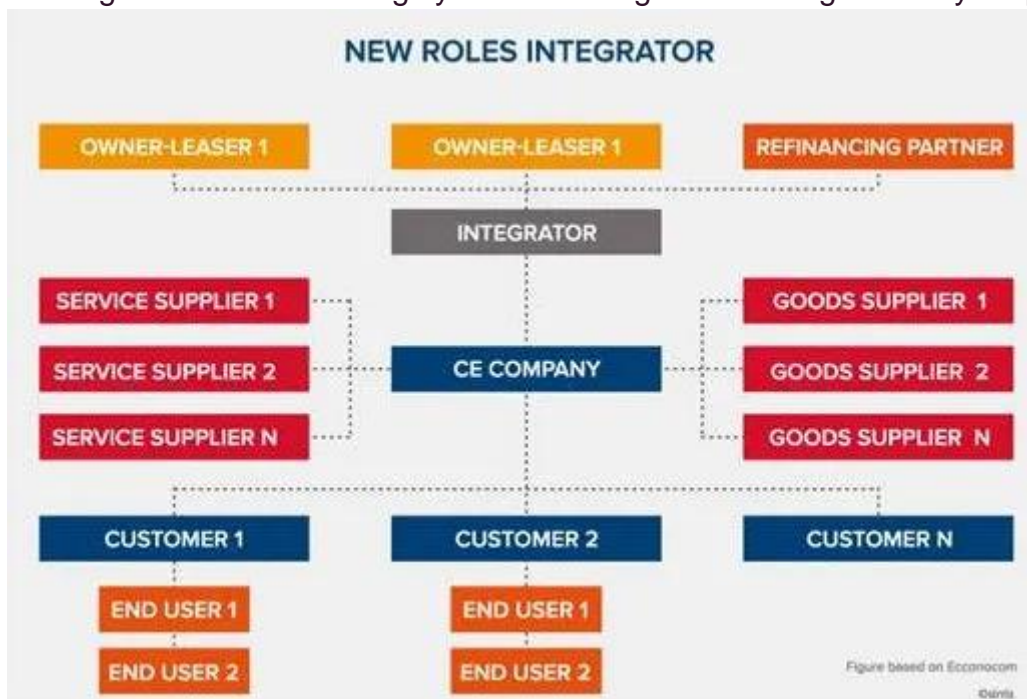 NEW ROLES INTEGRATOR
OWNER-LEASER 1
OWNER-LEASER 1
REFINANCING PARTNER
INTEGRATOR
SERVICE SUPPLIER 1
GOODS SUPPLIER 1
SERVICE SUPPLIER 2
CE COMPANY
GOODS SUPPLIER 2
SERVICE SUPPLIER N
GOODS SUPPLIER N
CUSTOMER 1
CUSTOMER 2
CUSTOMER N
END USER 1
END USER 1
END USER 2
END USER 2
Figure based on Econocom